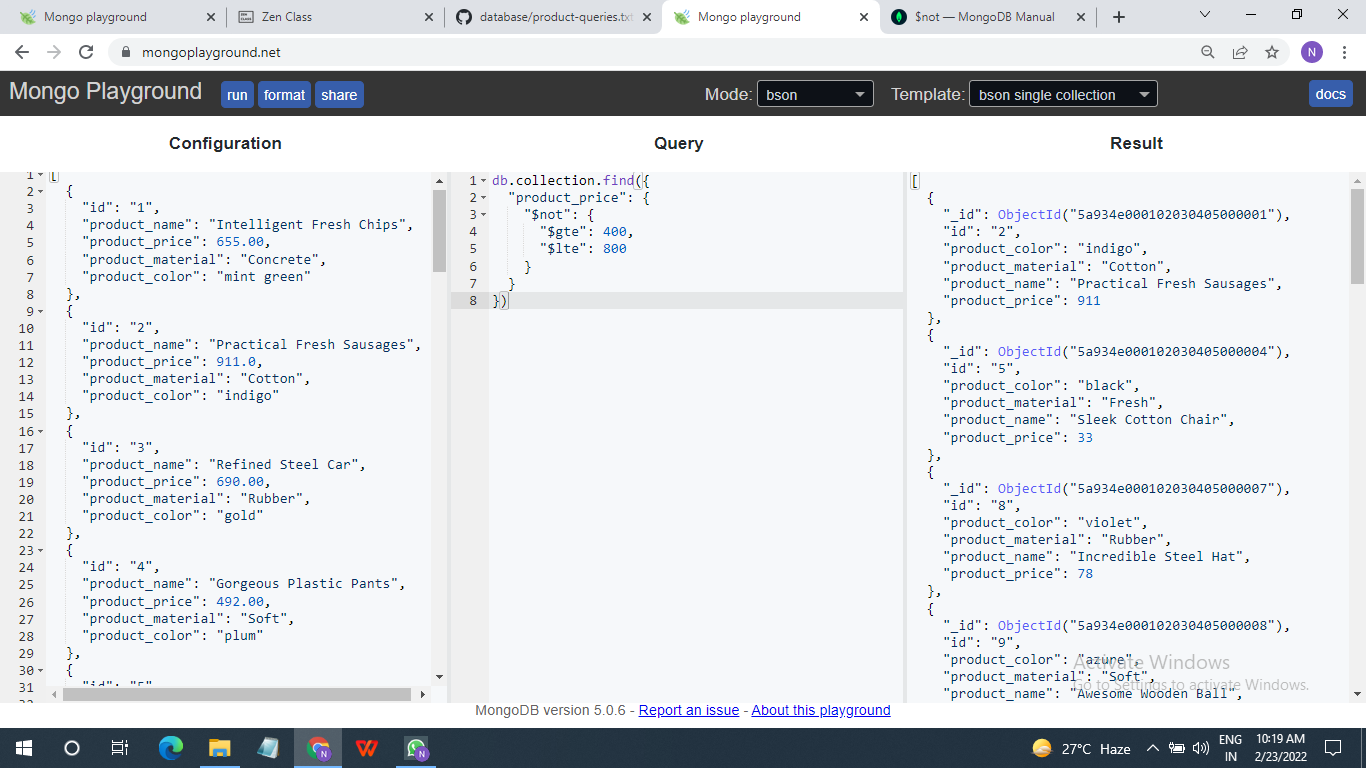 Mongo playground
Zen Class
database/product-queries.txt
Mongo playground
$not — MongoDB Manual
mongoplayground.net
N
Mongo Playground
run
format
share
Mode:
bson
Template:
bson single collection
docs
Configuration
Query
Result
1 [
2 {
3 "id": "1",
4 "product_name": "Intelligent Fresh Chips",
5 "product_price": 655.00,
6 "product_material": "Concrete",
7 "product_color": "mint green"
8 },
9 {
10 "id": "2",
11 "product_name": "Practical Fresh Sausages",
12 "product_price": 911.0,
13 "product_material": "Cotton",
14 "product_color": "indigo"
15 },
16 {
17 "id": "3",
18 "product_name": "Refined Steel Car",
19 "product_price": 690.00,
20 "product_material": "Rubber",
21 "product_color": "gold"
22 },
23 {
24 "id": "4",
25 "product_name": "Gorgeous Plastic Pants",
26 "product_price": 492.00,
27 "product_material": "Soft",
28 "product_color": "plum"
29 },
30 {
31
1 db.collection.find({
2 "product_price": {
3 "$not": {
4 "$gte": 400,
5 "$lte": 800
6 }
7 }
8 })
[
{
"_id": ObjectId("5a934e000102030405000001"),
"id": "2",
"product_color": "indigo",
"product_material": "Cotton",
"product_name": "Practical Fresh Sausages",
"product_price": 911
},
{
"_id": ObjectId("5a934e000102030405000004"),
"id": "5",
"product_color": "black",
"product_material": "Fresh",
"product_name": "Sleek Cotton Chair",
"product_price": 33
},
{
"_id": ObjectId("5a934e000102030405000007"),
"id": "8",
"product_color": "violet",
"product_material": "Rubber",
"product_name": "Incredible Steel Hat",
"product_price": 78
},
{
"_id": ObjectId("5a934e000102030405000008"),
"id": "9",
"product_color": "azure",
"product_material": "Soft",
"product_name": "Awesome Wooden Ball",
Activate Windows
Go to Settings to activate Windows.
MongoDB version 5.0.6 - Report an issue - About this playground
27°C Haze
ENG
IN
10:19 AM
2/23/2022